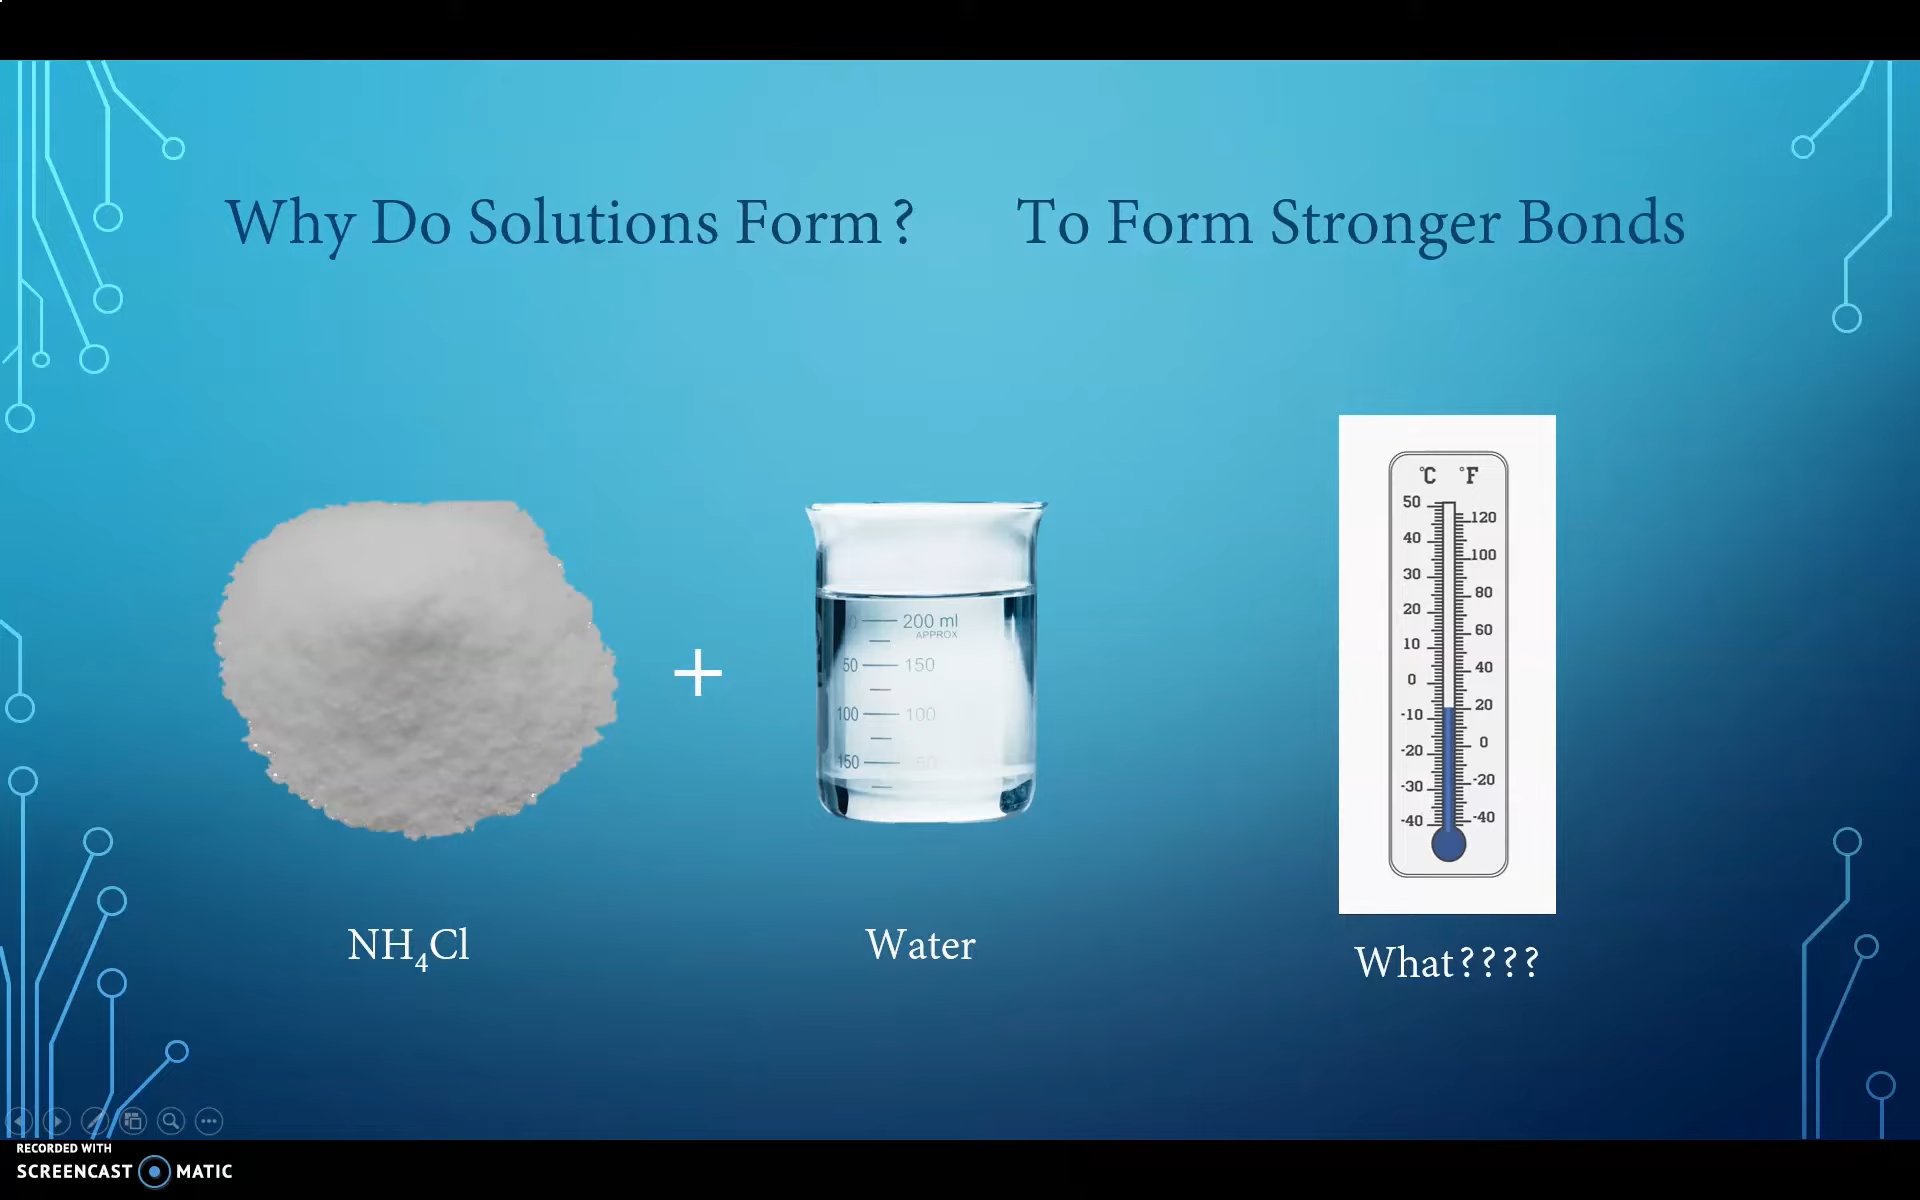 Why Do Solutions Form?
To Form Stronger Bonds
°C °F
50
40
30
20
10
0
-10
-20
-30
-40
120
100
80
60
40
20
0
-20
-40
200 ml
APPROX
50 150
100 100
150 50
+
NH₄Cl
Water
What????
RECORDED WITH
SCREENCAST MATIC